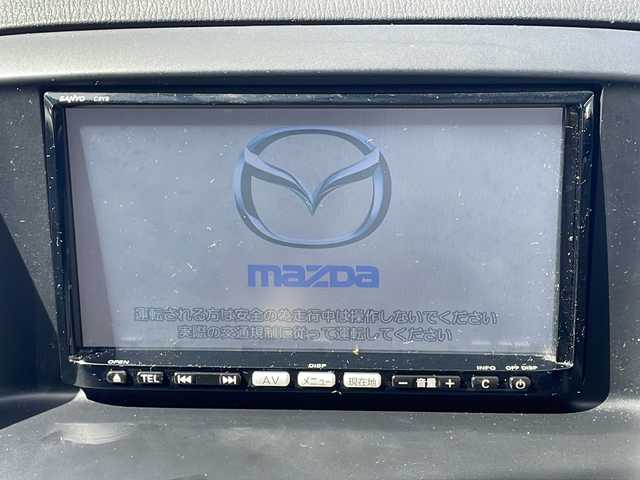 SANYO
mazda
運転される方は安全のため走行中は操作しないでください
実際の交通規制に従って運転してください
OPEN DISP INFO OFF DISP
TEL AV メニュー 現在地 − 音量 + C